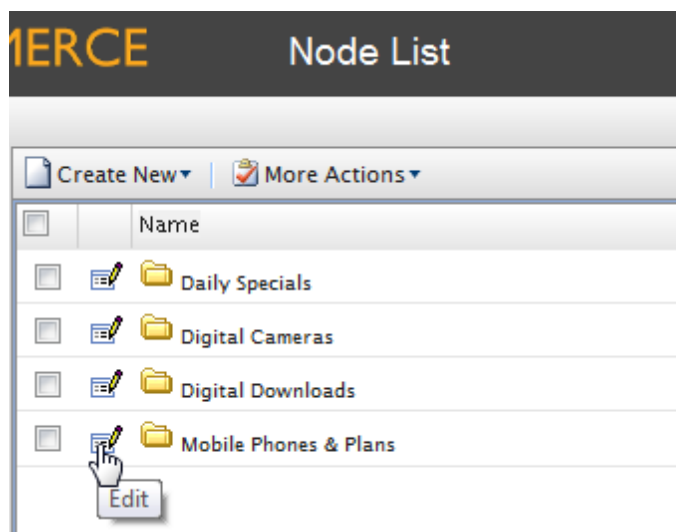 MERCE Node List
Create New More Actions
Name
Daily Specials
Digital Cameras
Digital Downloads
Mobile Phones & Plans
Edit